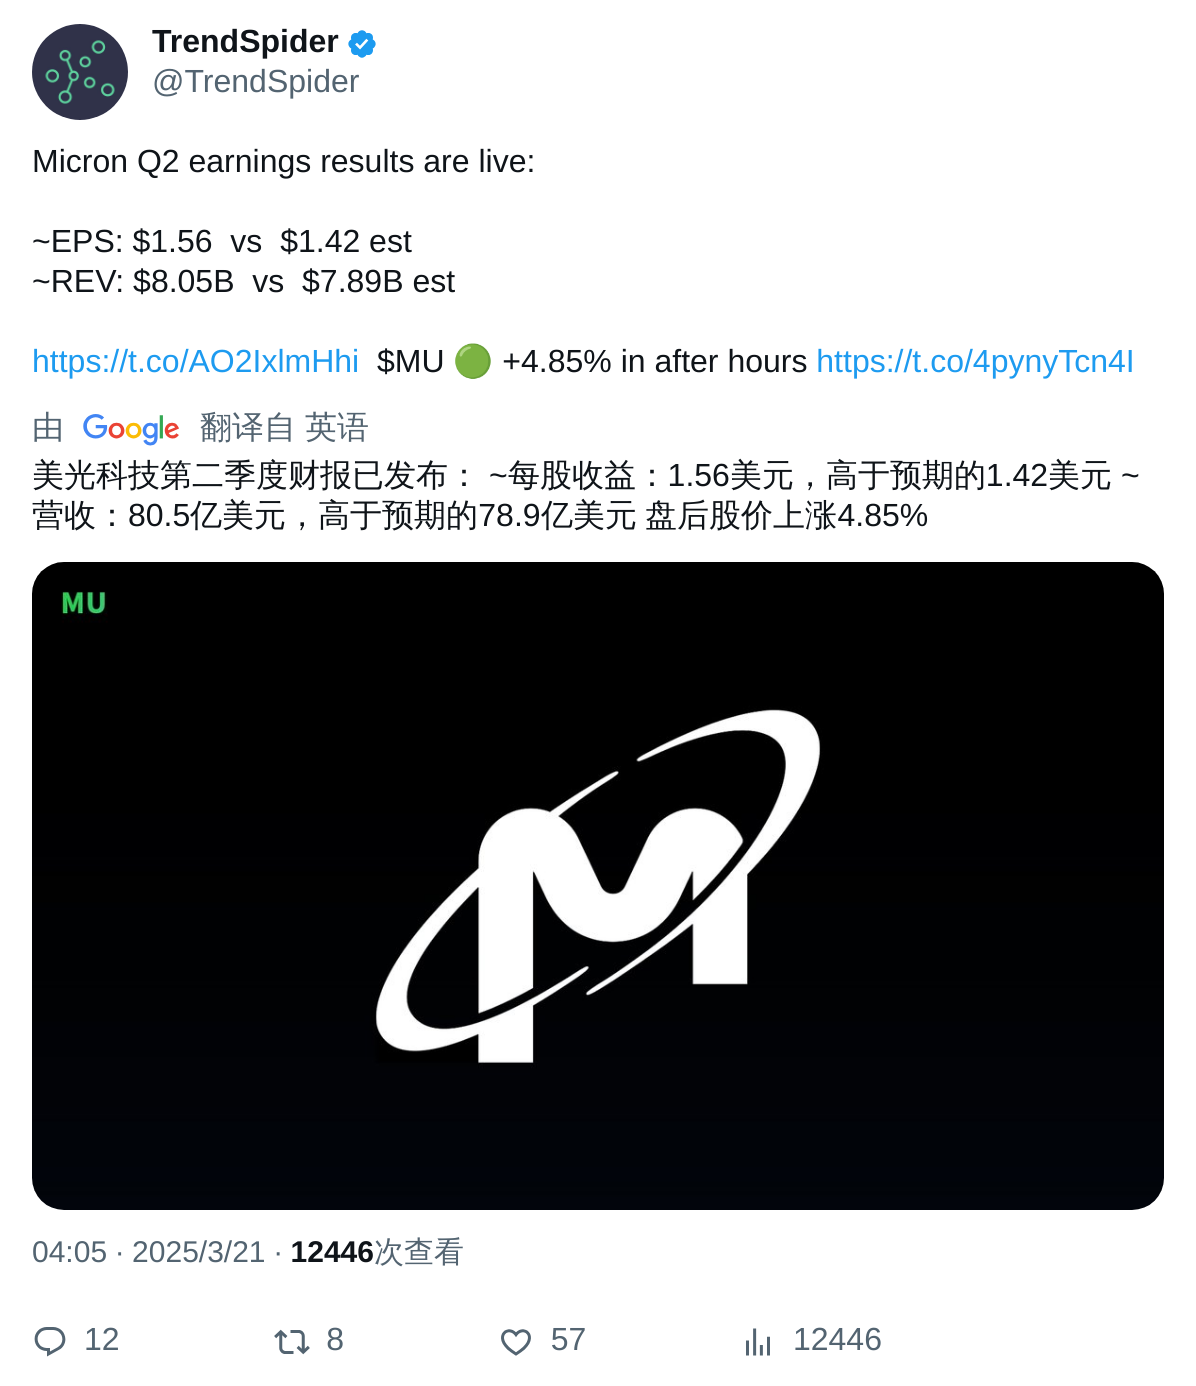 TrendSpider
@TrendSpider
Micron Q2 earnings results are live:
~EPS: $1.56  vs  $1.42 est
~REV: $8.05B  vs  $7.89B est
https://t.co/AO2IxlmHhi  $MU 🟢 +4.85% in after hours https://t.co/4pynyTcn4I
由 Google 翻译自 英语
美光科技第二季度财报已发布： ~每股收益：1.56美元，高于预期的1.42美元 ~
营收：80.5亿美元，高于预期的78.9亿美元 盘后股价上涨4.85%
MU
04:05 · 2025/3/21 · 12446次查看
12 8 57 12446